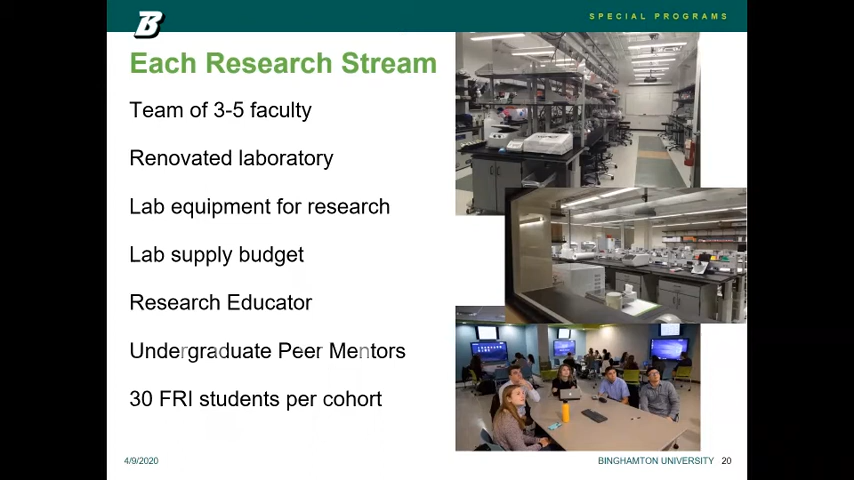 B
SPECIAL PROGRAMS
Each Research Stream
Team of 3-5 faculty
Renovated laboratory
Lab equipment for research
Lab supply budget
Research Educator
Undergraduate Peer Mentors
30 FRI students per cohort
4/9/2020
BINGHAMTON UNIVERSITY 20